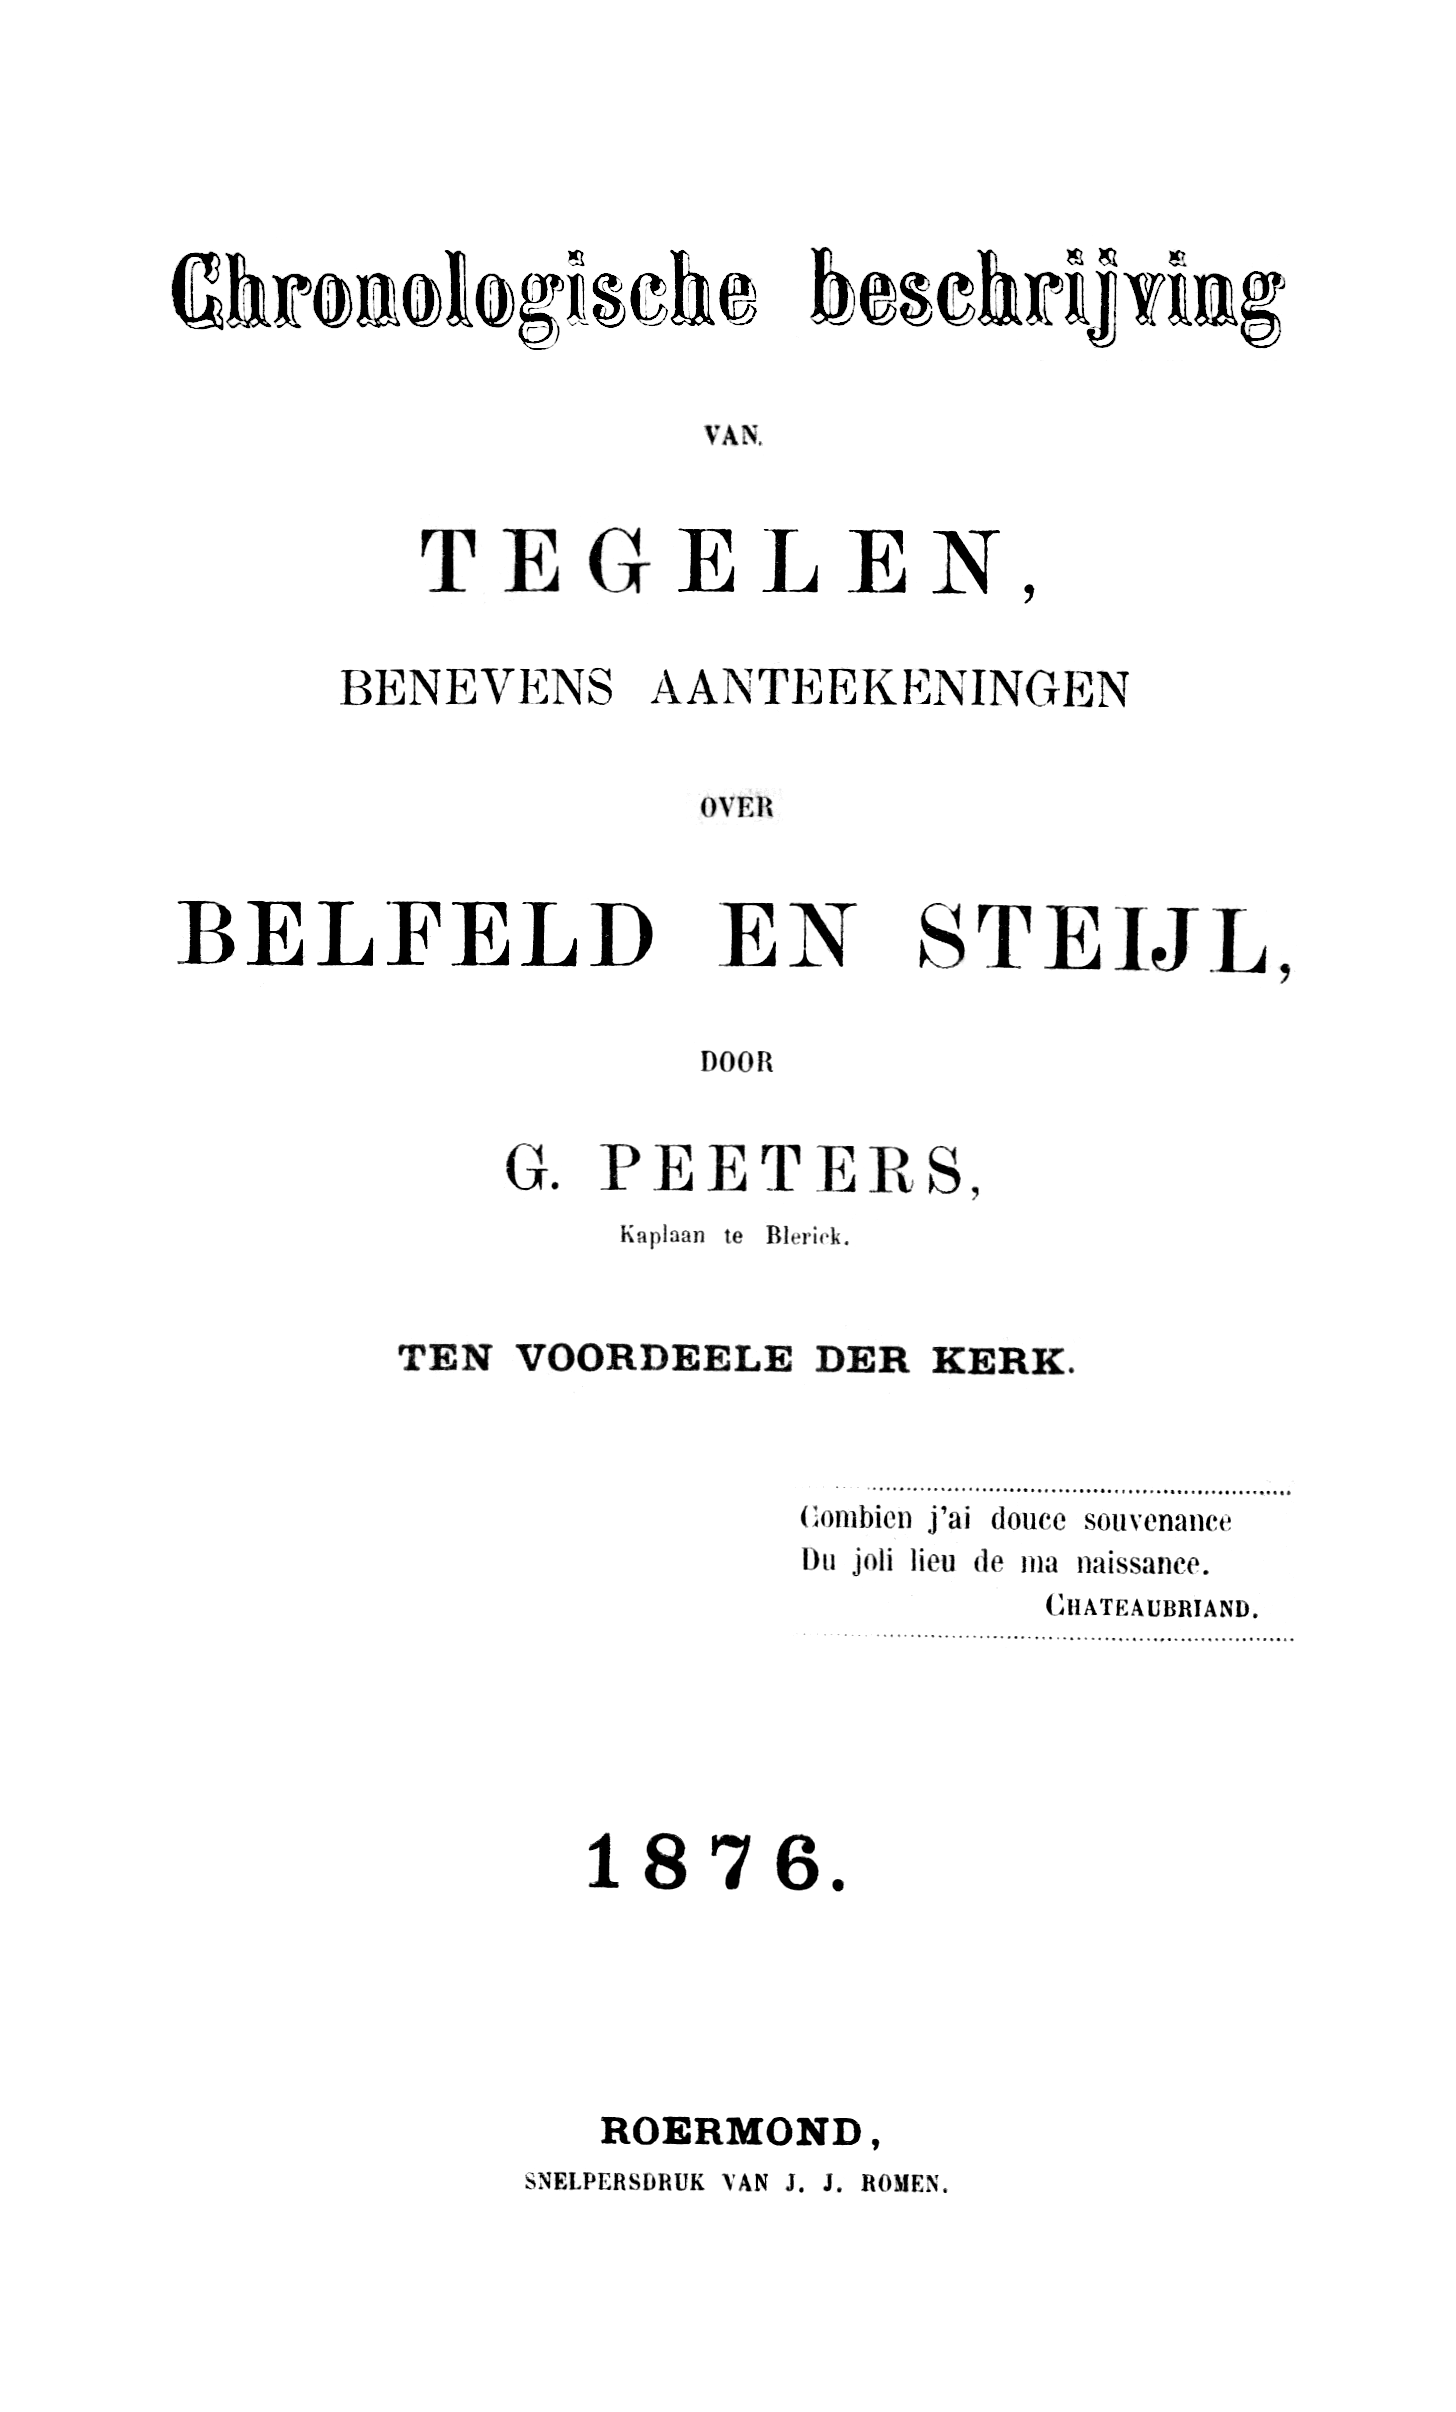 Chronologische beschrijving
VAN.
TEGELEN,
BENEVENS AANTEEKENINGEN
OVER
BELFELD EN STEIJL,
DOOR
G. PEETERS,
Kaplaan te Blerick.
TEN VOORDEELE DER KERK.
Combien j'ai douce souvenance
Du joli lieu de ma naissance.
CHATEAUBRIAND.
1876.
ROERMOND,
SNELPERSDRUK VAN J. J. ROMEN.